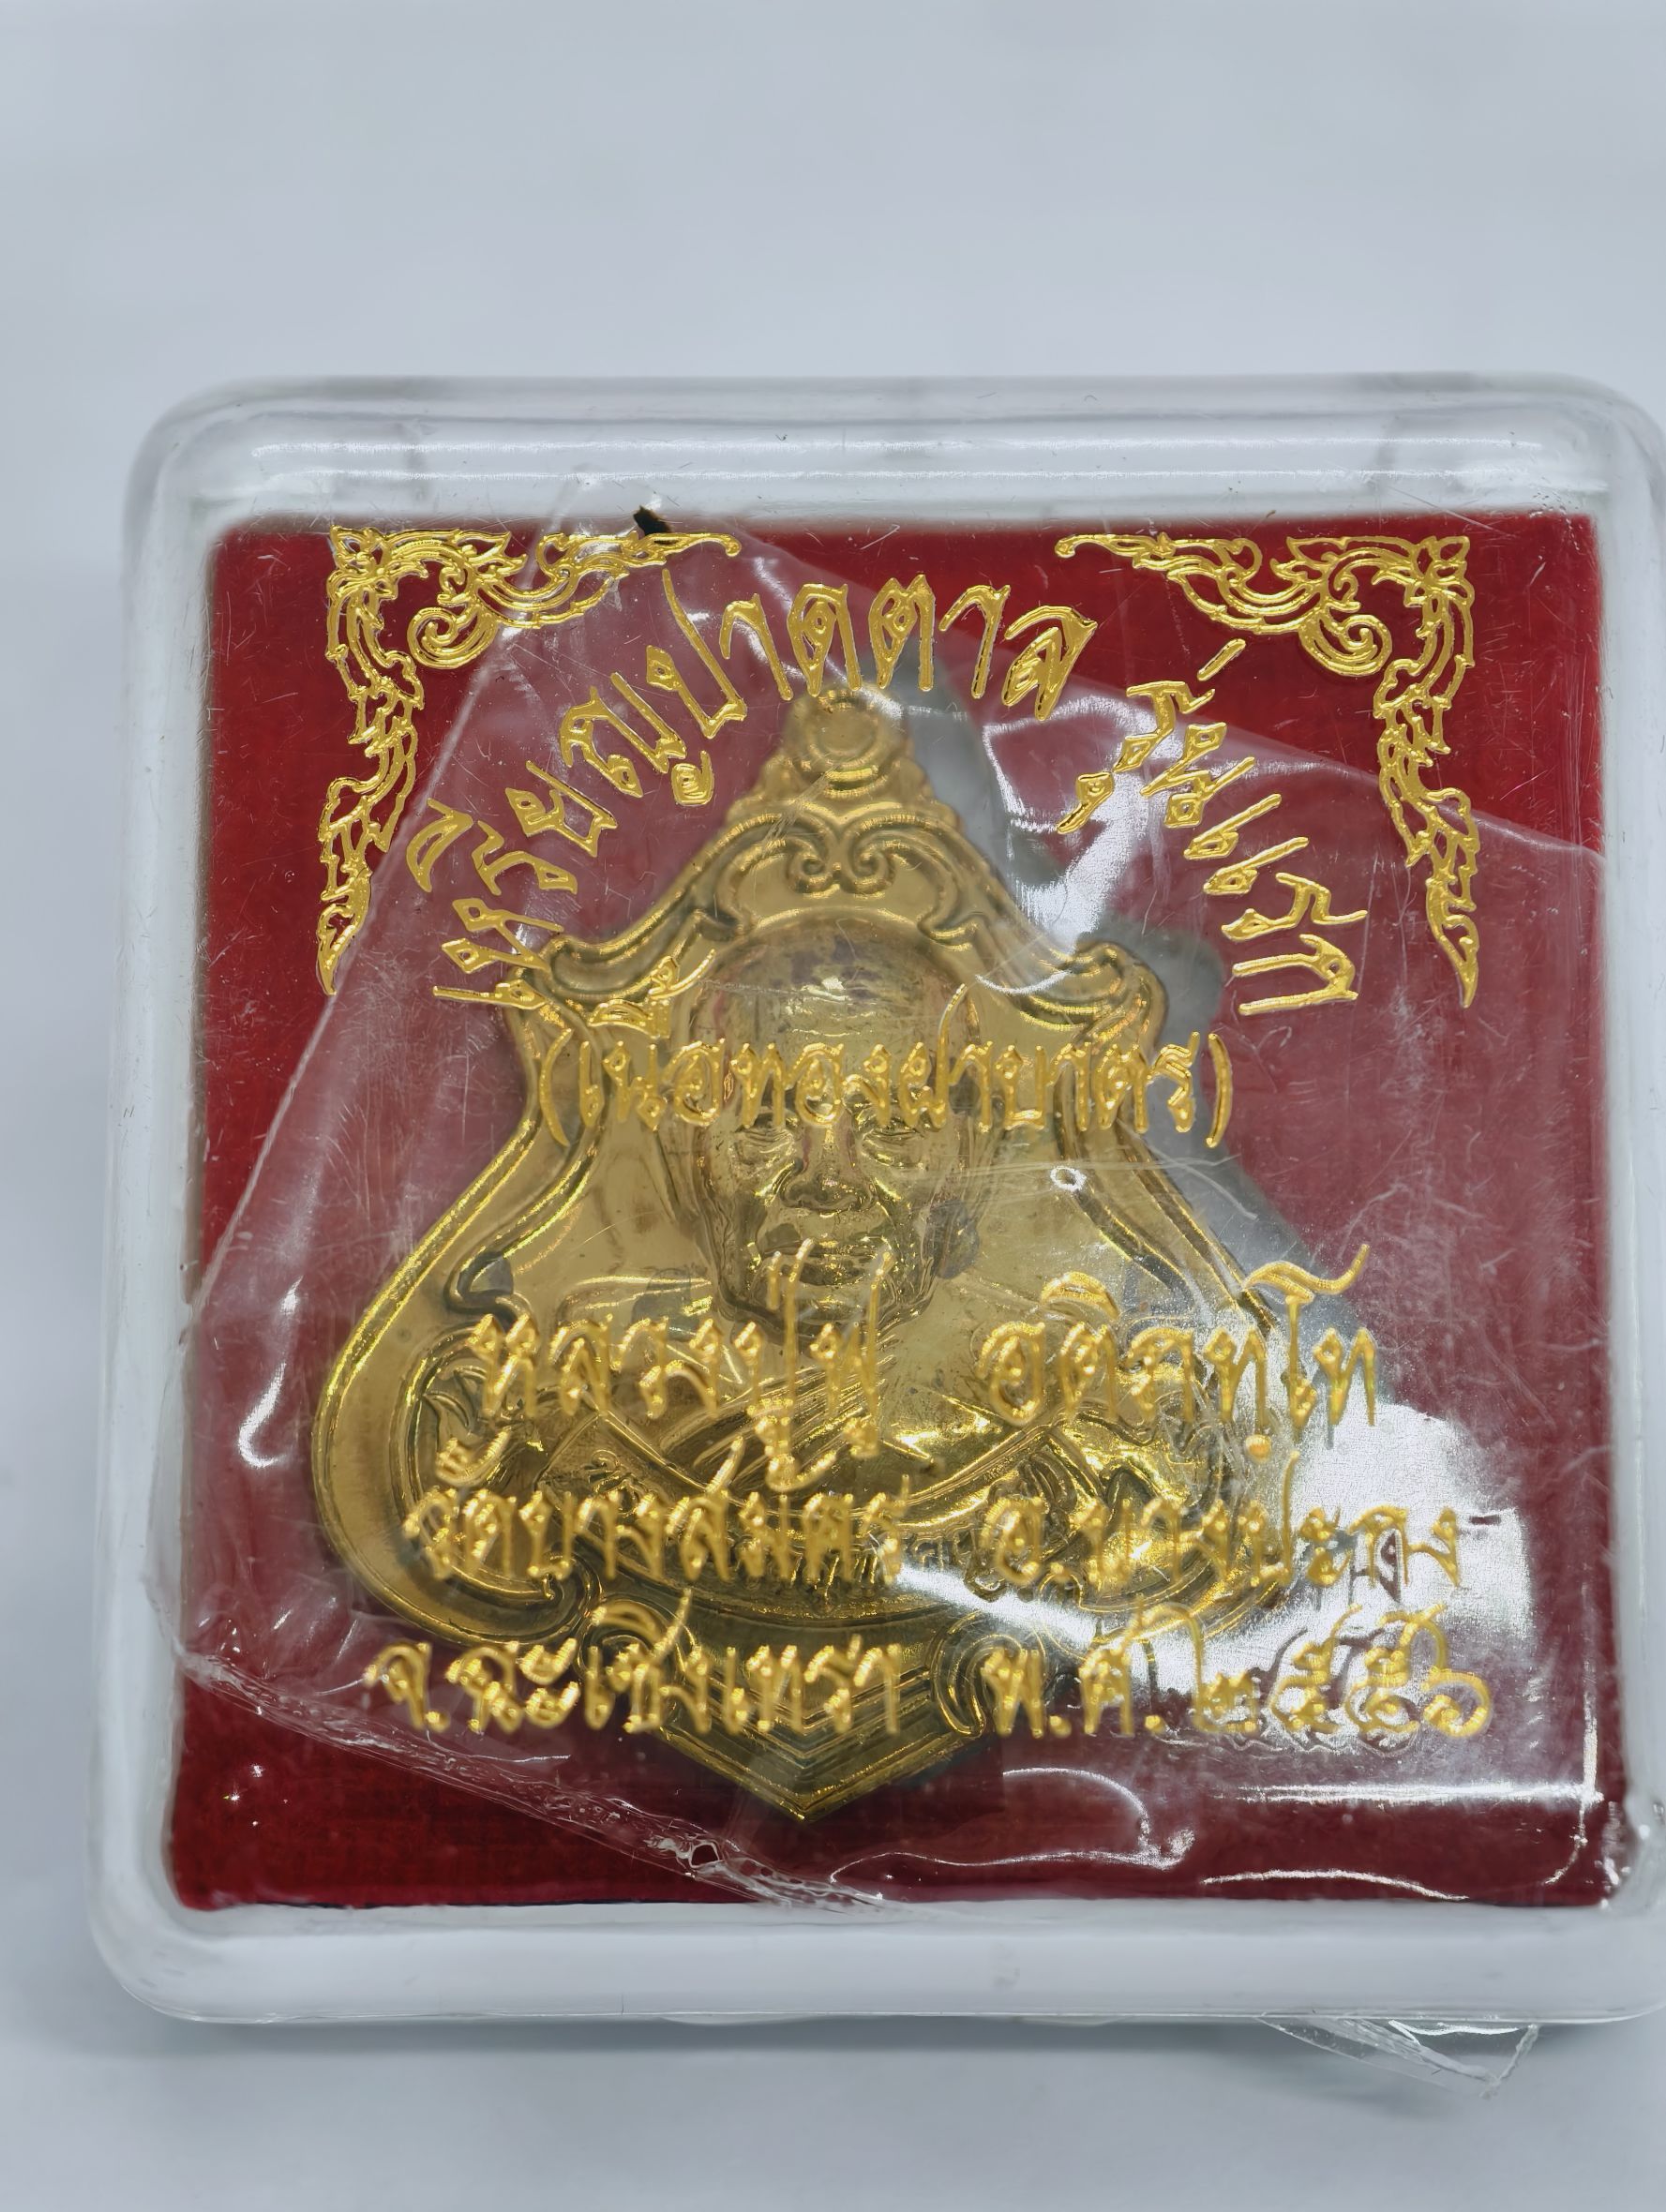 เหรียญปาดตาล รุ่นแรก
(เนื้อทองฝาบาตร)
หลวงปู่ฟู อติภทฺโท
วัดบางสมัคร อ.บางปะกง
จ.ฉะเชิงเทรา พ.ศ.๒๕๕๖